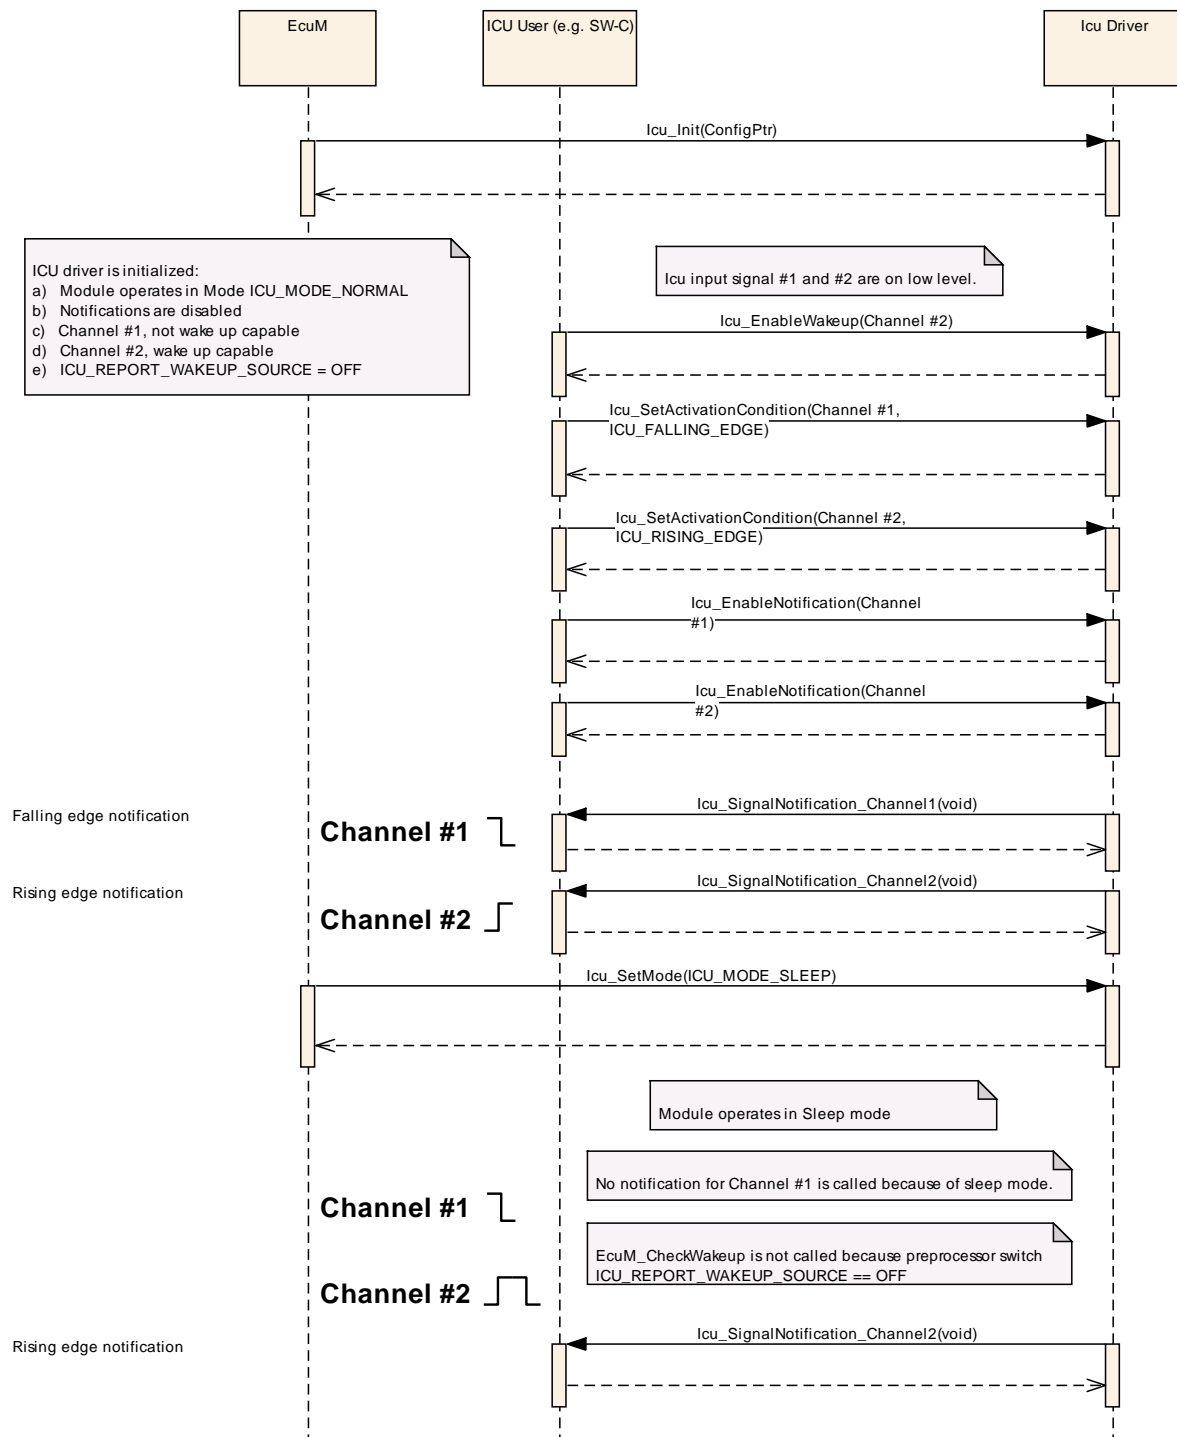 EcuM
ICU User (e.g. SW-C)
Icu Driver
Icu_Init(ConfigPtr)
ICU driver is initialized:
a) Module operates in Mode ICU_MODE_NORMAL
b) Notifications are disabled
c) Channel #1, not wake up capable
d) Channel #2, wake up capable
e) ICU_REPORT_WAKEUP_SOURCE = OFF
Icu input signal #1 and #2 are on low level.
Icu_EnableWakeup(Channel #2)
Icu_SetActivationCondition(Channel #1,
ICU_FALLING_EDGE)
Icu_SetActivationCondition(Channel #2,
ICU_RISING_EDGE)
Icu_EnableNotification(Channel
#1)
Icu_EnableNotification(Channel
#2)
Icu_SignalNotification_Channel1(void)
Falling edge notification
Channel #1
Icu_SignalNotification_Channel2(void)
Rising edge notification
Channel #2
Icu_SetMode(ICU_MODE_SLEEP)
Module operates in Sleep mode
No notification for Channel #1 is called because of sleep mode.
Channel #1
EcuM_CheckWakeup is not called because preprocessor switch
ICU_REPORT_WAKEUP_SOURCE == OFF
Channel #2
Icu_SignalNotification_Channel2(void)
Rising edge notification